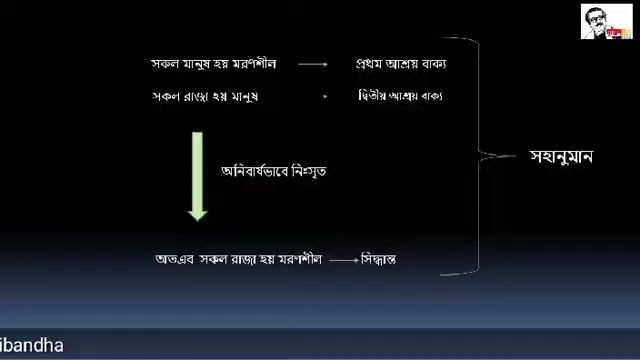 সকল মানুষ হয় মরণশীল → প্রথম আশ্রয় বাক্য
সকল রাজা হয় মানুষ → দ্বিতীয় আশ্রয় বাক্য
সহানুমান
অনিবার্যভাবে নিঃসৃত
অতএব সকল রাজা হয় মরণশীল → সিদ্ধান্ত
ibandha